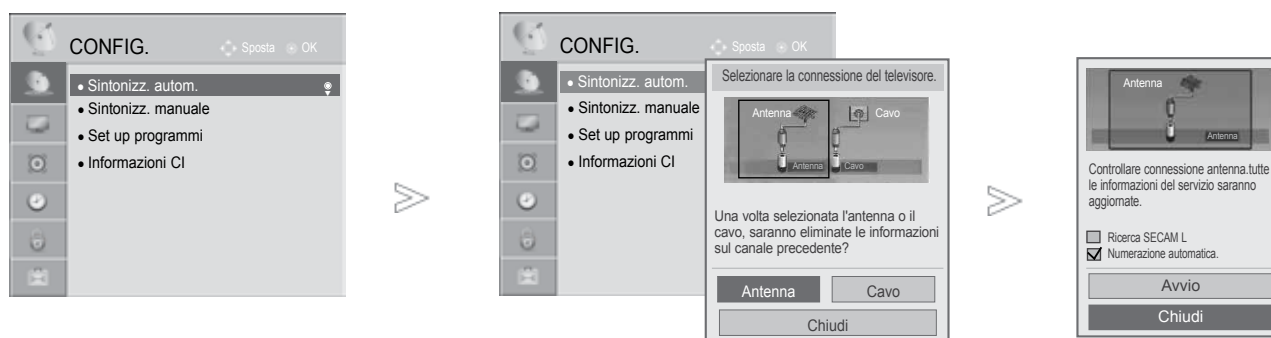 CONFIG.
Sposta OK
• Sintonizz. autom.
• Sintonizz. manuale
• Set up programmi
• Informazioni CI
CONFIG.
Sposta OK
• Sintonizz. autom.
• Sintonizz. manuale
• Set up programmi
• Informazioni CI
Selezionare la connessione del televisore.
Antenna Cavo
Antenna Cavo
Una volta selezionata l'antenna o il
cavo, saranno eliminate le informazioni
sul canale precedente?
Antenna Cavo
Chiudi
Antenna
Antenna
Controllare connessione antenna.tutte
le informazioni del servizio saranno
aggiornate.
Ricerca SECAM L
Numerazione automatica.
Avvio
Chiudi